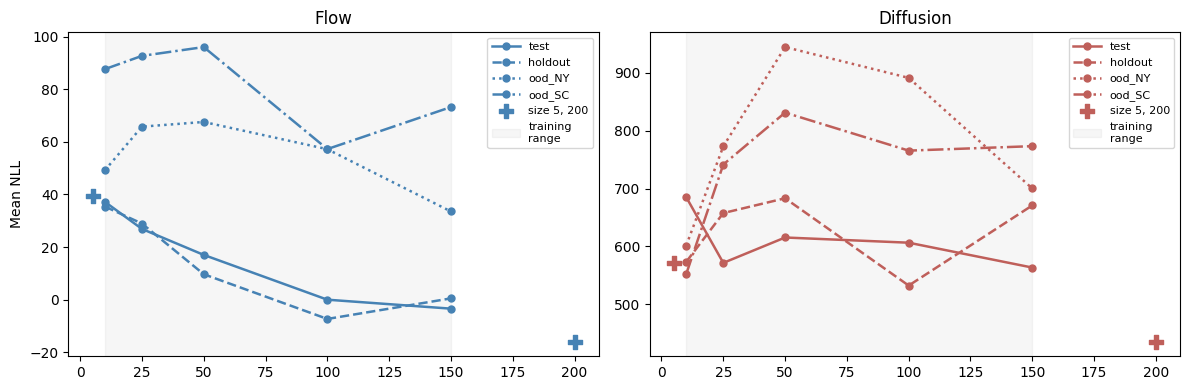 Flow
Mean NLL
100
80
60
40
20
0
−20
0
25
50
75
100
125
150
175
200
test
holdout
ood_NY
ood_SC
size 5, 200
training
range
Diffusion
900
800
700
600
500
0
25
50
75
100
125
150
175
200
test
holdout
ood_NY
ood_SC
size 5, 200
training
range